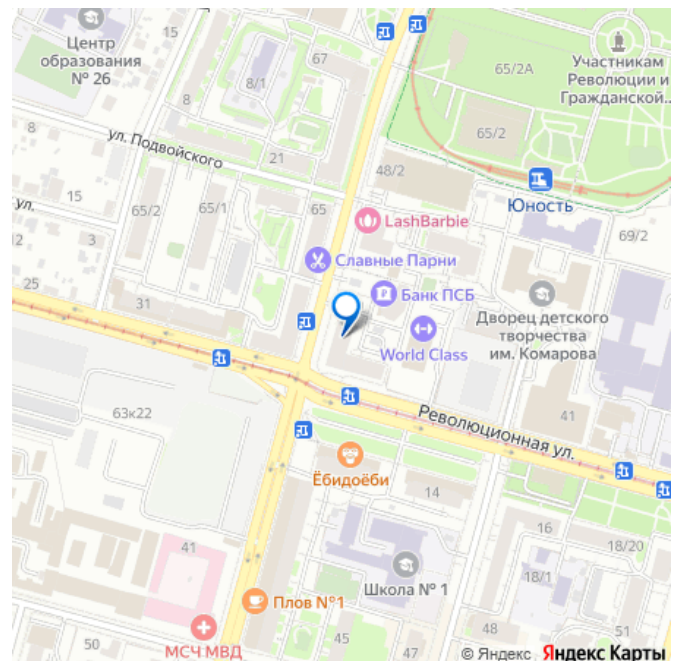 15
67
Центр
образования
№ 26
8/1
8
65/2А
Участникам
Революции и
Гражданской...
65/2
8
ул. Подвойского
21
48/2
15
65/2
65/1
65
LashBarbie
Юность
69/2
ул.
2
3
Славные Парни
25
31
Банк ПСБ
Дворец детского
творчества
им. Комарова
World Class
63к22
Революционная ул.
41
Ёбидоёби
14
16
18/20
41
Школа № 1
18/1
Плов №1
МСЧ МВД
50
45
47
48
51
© Яндекс Яндекс Карты